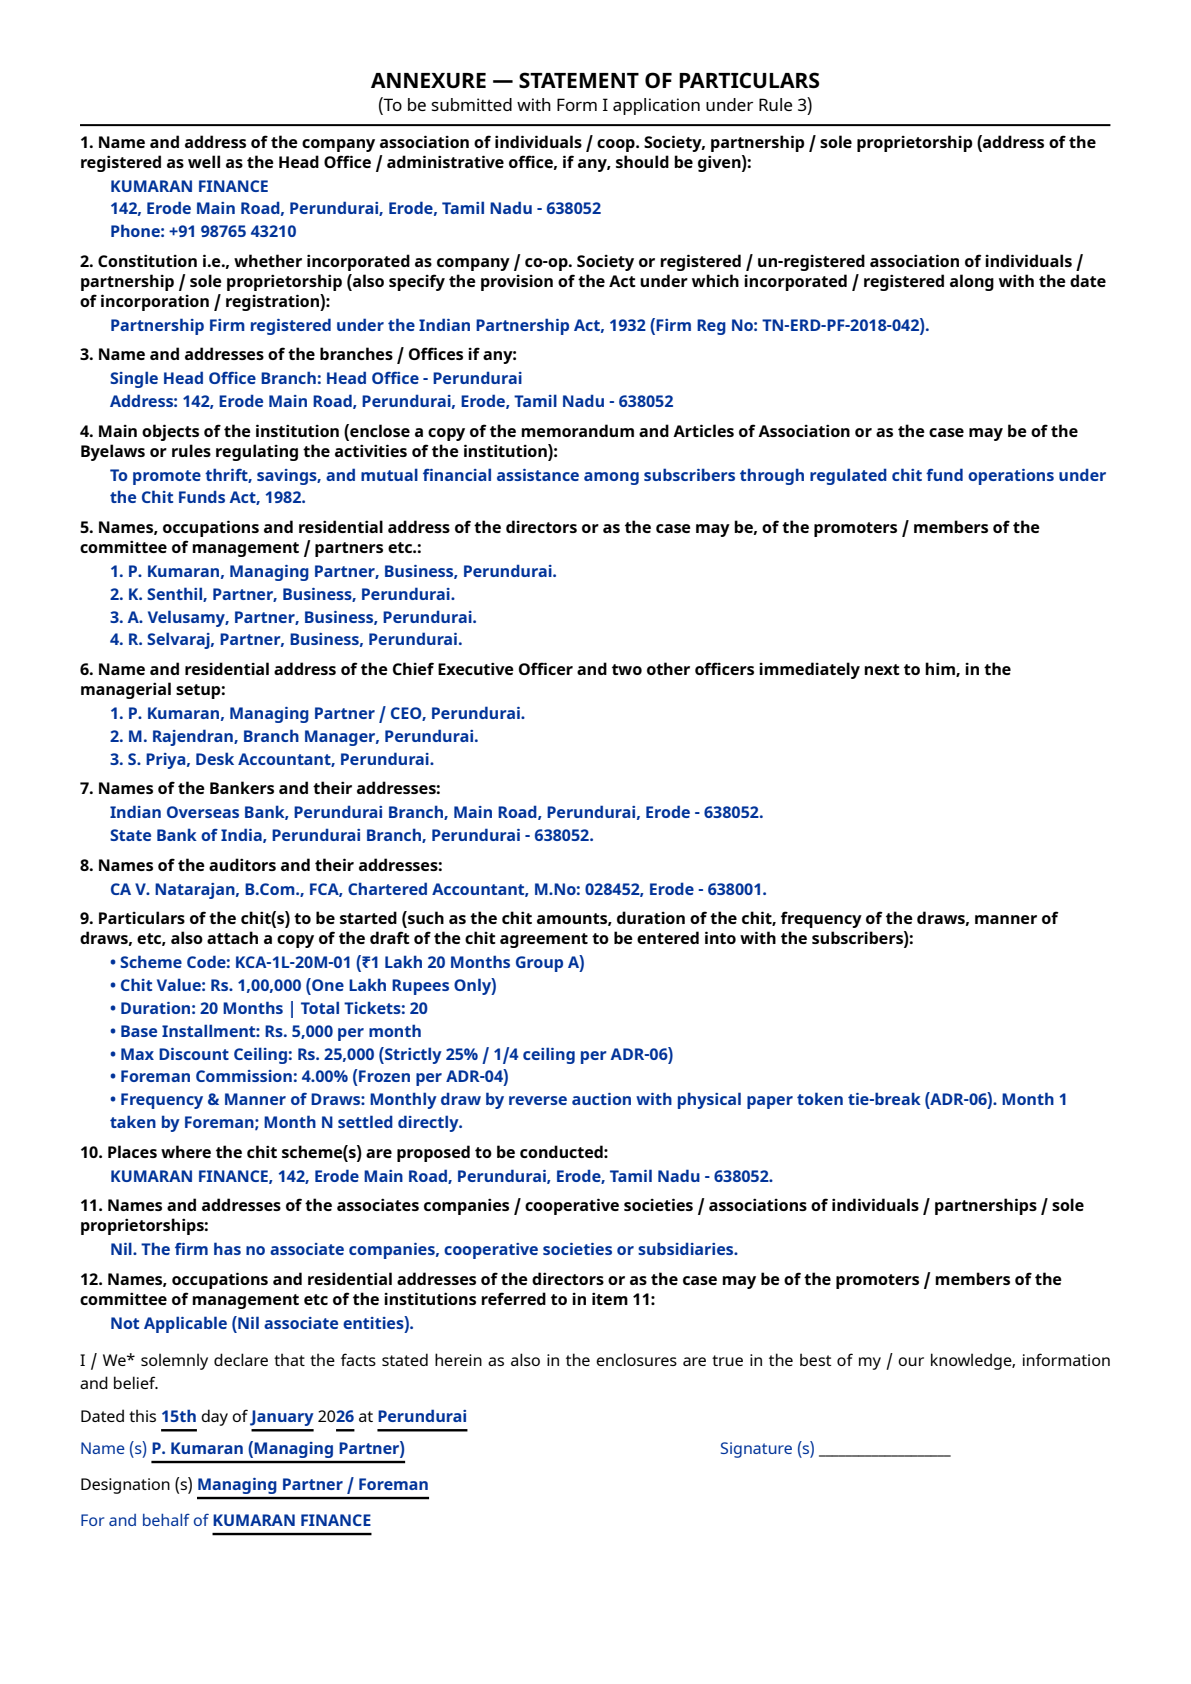 ANNEXURE — STATEMENT OF PARTICULARS
(To be submitted with Form I application under Rule 3)
1. Name and address of the company association of individuals / coop. Society, partnership / sole proprietorship (address of the
registered as well as the Head Office / administrative office, if any, should be given):
KUMARAN FINANCE
142, Erode Main Road, Perundurai, Erode, Tamil Nadu - 638052
Phone: +91 98765 43210
2. Constitution i.e., whether incorporated as company / co-op. Society or registered / un-registered association of individuals /
partnership / sole proprietorship (also specify the provision of the Act under which incorporated / registered along with the date
of incorporation / registration):
Partnership Firm registered under the Indian Partnership Act, 1932 (Firm Reg No: TN-ERD-PF-2018-042).
3. Name and addresses of the branches / Offices if any:
Single Head Office Branch: Head Office - Perundurai
Address: 142, Erode Main Road, Perundurai, Erode, Tamil Nadu - 638052
4. Main objects of the institution (enclose a copy of the memorandum and Articles of Association or as the case may be of the
Byelaws or rules regulating the activities of the institution):
To promote thrift, savings, and mutual financial assistance among subscribers through regulated chit fund operations under
the Chit Funds Act, 1982.
5. Names, occupations and residential address of the directors or as the case may be, of the promoters / members of the
committee of management / partners etc.:
1. P. Kumaran, Managing Partner, Business, Perundurai.
2. K. Senthil, Partner, Business, Perundurai.
3. A. Velusamy, Partner, Business, Perundurai.
4. R. Selvaraj, Partner, Business, Perundurai.
6. Name and residential address of the Chief Executive Officer and two other officers immediately next to him, in the
managerial setup:
1. P. Kumaran, Managing Partner / CEO, Perundurai.
2. M. Rajendran, Branch Manager, Perundurai.
3. S. Priya, Desk Accountant, Perundurai.
7. Names of the Bankers and their addresses:
Indian Overseas Bank, Perundurai Branch, Main Road, Perundurai, Erode - 638052.
State Bank of India, Perundurai Branch, Perundurai - 638052.
8. Names of the auditors and their addresses:
CA V. Natarajan, B.Com., FCA, Chartered Accountant, M.No: 028452, Erode - 638001.
9. Particulars of the chit(s) to be started (such as the chit amounts, duration of the chit, frequency of the draws, manner of
draws, etc, also attach a copy of the draft of the chit agreement to be entered into with the subscribers):
• Scheme Code: KCA-1L-20M-01 (₹1 Lakh 20 Months Group A)
• Chit Value: Rs. 1,00,000 (One Lakh Rupees Only)
• Duration: 20 Months | Total Tickets: 20
• Base Installment: Rs. 5,000 per month
• Max Discount Ceiling: Rs. 25,000 (Strictly 25% / 1/4 ceiling per ADR-06)
• Foreman Commission: 4.00% (Frozen per ADR-04)
• Frequency & Manner of Draws: Monthly draw by reverse auction with physical paper token tie-break (ADR-06). Month 1
taken by Foreman; Month N settled directly.
10. Places where the chit scheme(s) are proposed to be conducted:
KUMARAN FINANCE, 142, Erode Main Road, Perundurai, Erode, Tamil Nadu - 638052.
11. Names and addresses of the associates companies / cooperative societies / associations of individuals / partnerships / sole
proprietorships:
Nil. The firm has no associate companies, cooperative societies or subsidiaries.
12. Names, occupations and residential addresses of the directors or as the case may be of the promoters / members of the
committee of management etc of the institutions referred to in item 11:
Not Applicable (Nil associate entities).
I / We* solemnly declare that the facts stated herein as also in the enclosures are true in the best of my / our knowledge, information
and belief.
Dated this 15th day of January 2026 at Perundurai
Name (s) P. Kumaran (Managing Partner) Signature (s) ________________
Designation (s) Managing Partner / Foreman
For and behalf of KUMARAN FINANCE